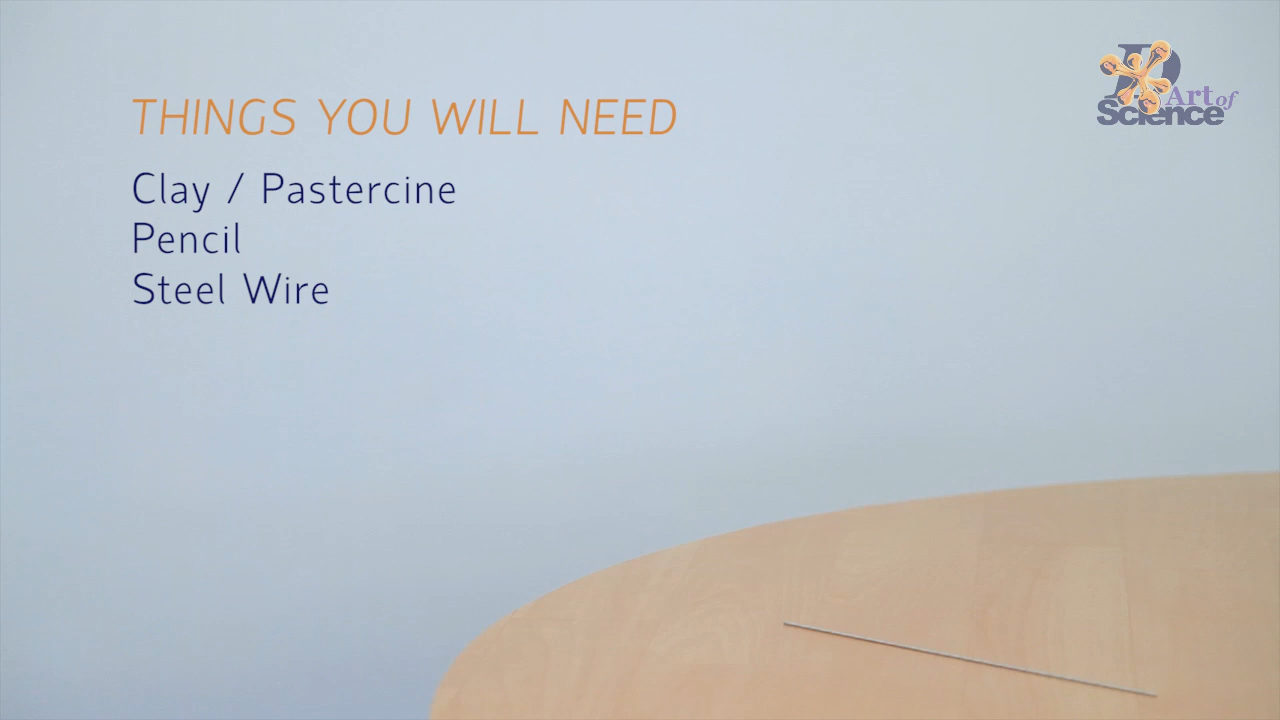 THINGS YOU WILL NEED
Clay / Pastercine
Pencil
Steel Wire
D
Art of
Science